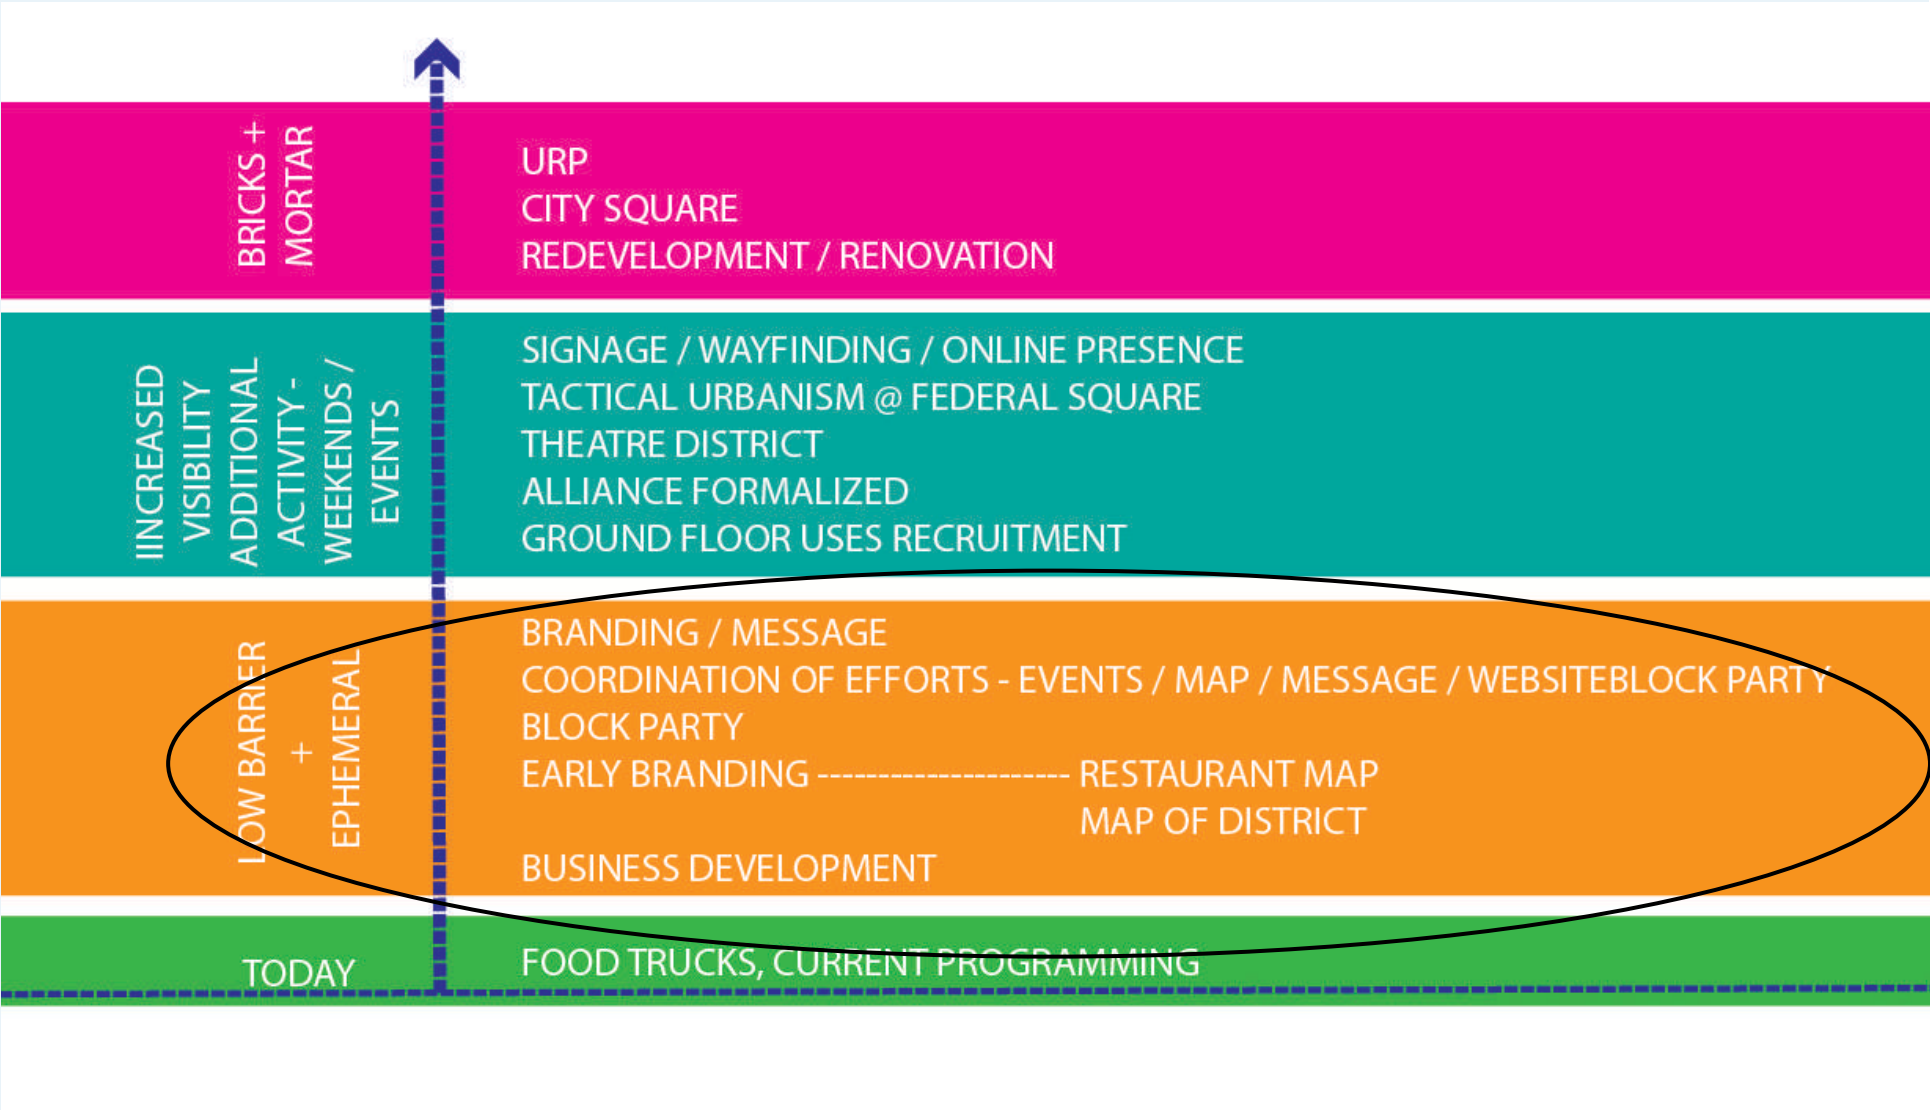 BRICKS +
MORTAR
URP
CITY SQUARE
REDEVELOPMENT / RENOVATION
IINCREASED
VISIBILITY
ADDITIONAL
ACTIVITY -
WEEKENDS /
EVENTS
SIGNAGE / WAYFINDING / ONLINE PRESENCE
TACTICAL URBANISM @ FEDERAL SQUARE
THEATRE DISTRICT
ALLIANCE FORMALIZED
GROUND FLOOR USES RECRUITMENT
LOW BARRIER
+
EPHEMERAL
BRANDING / MESSAGE
COORDINATION OF EFFORTS - EVENTS / MAP / MESSAGE / WEBSITEBLOCK PARTY
BLOCK PARTY
EARLY BRANDING --------------------- RESTAURANT MAP
MAP OF DISTRICT
BUSINESS DEVELOPMENT
TODAY
FOOD TRUCKS, CURRENT PROGRAMMING